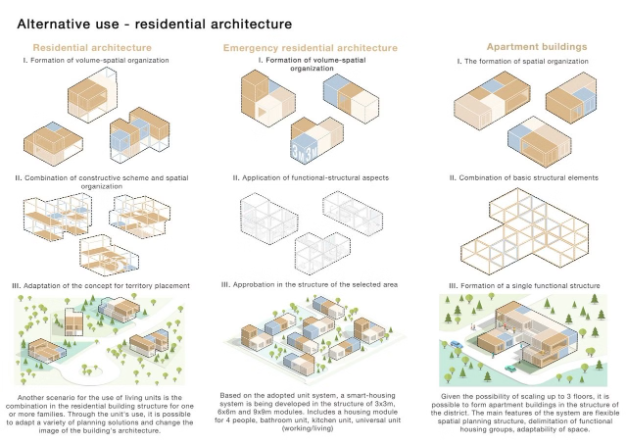 Alternative use - residential architecture
Residential architecture
I. Formation of volume-spatial organization
II. Combination of constructive scheme and spatial
organization
III. Adaptation of the concept for territory placement
Another scenario for the use of living units is the
combination in the residential building structure for one
or more families. Through the unit's use, it is possible
to adapt a variety of planning solutions and change the
image of the building's architecture.
Emergency residential architecture
I. Formation of volume-spatial
organization
3x3M
II. Application of functional-structural aspects
III. Approbation in the structure of the selected area
Based on the adopted unit system, a smart-housing
system is being developed in the structure of 3x3m,
6x6m and 9x9m modules. Includes a housing module
for 4 people, bathroom unit, kitchen unit, universal unit
(working/living)
Apartment buildings
I. The formation of spatial organization
II. Combination of basic structural elements
III. Formation of a single functional structure
Given the possibility of scaling up to 3 floors, it is
possible to form apartment buildings in the structure of
the district. The main features of the system are flexible
spatial planning structure, delimitation of functional
housing groups, adaptability of space.